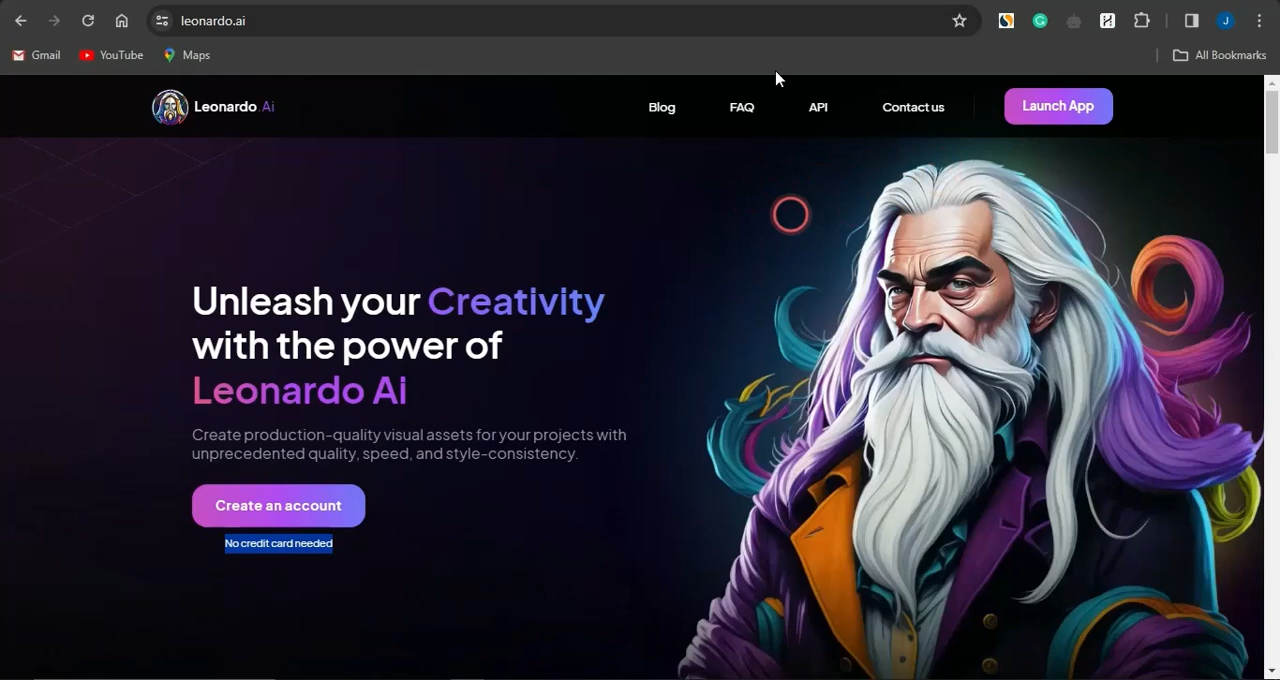 leonardo.ai
J
Gmail
YouTube
Maps
All Bookmarks
Leonardo.Ai
Blog
FAQ
API
Contact us
Launch App
Unleash your Creativity
with the power of
Leonardo Ai
Create production-quality visual assets for your projects with
unprecedented quality, speed, and style-consistency.
Create an account
No credit card needed